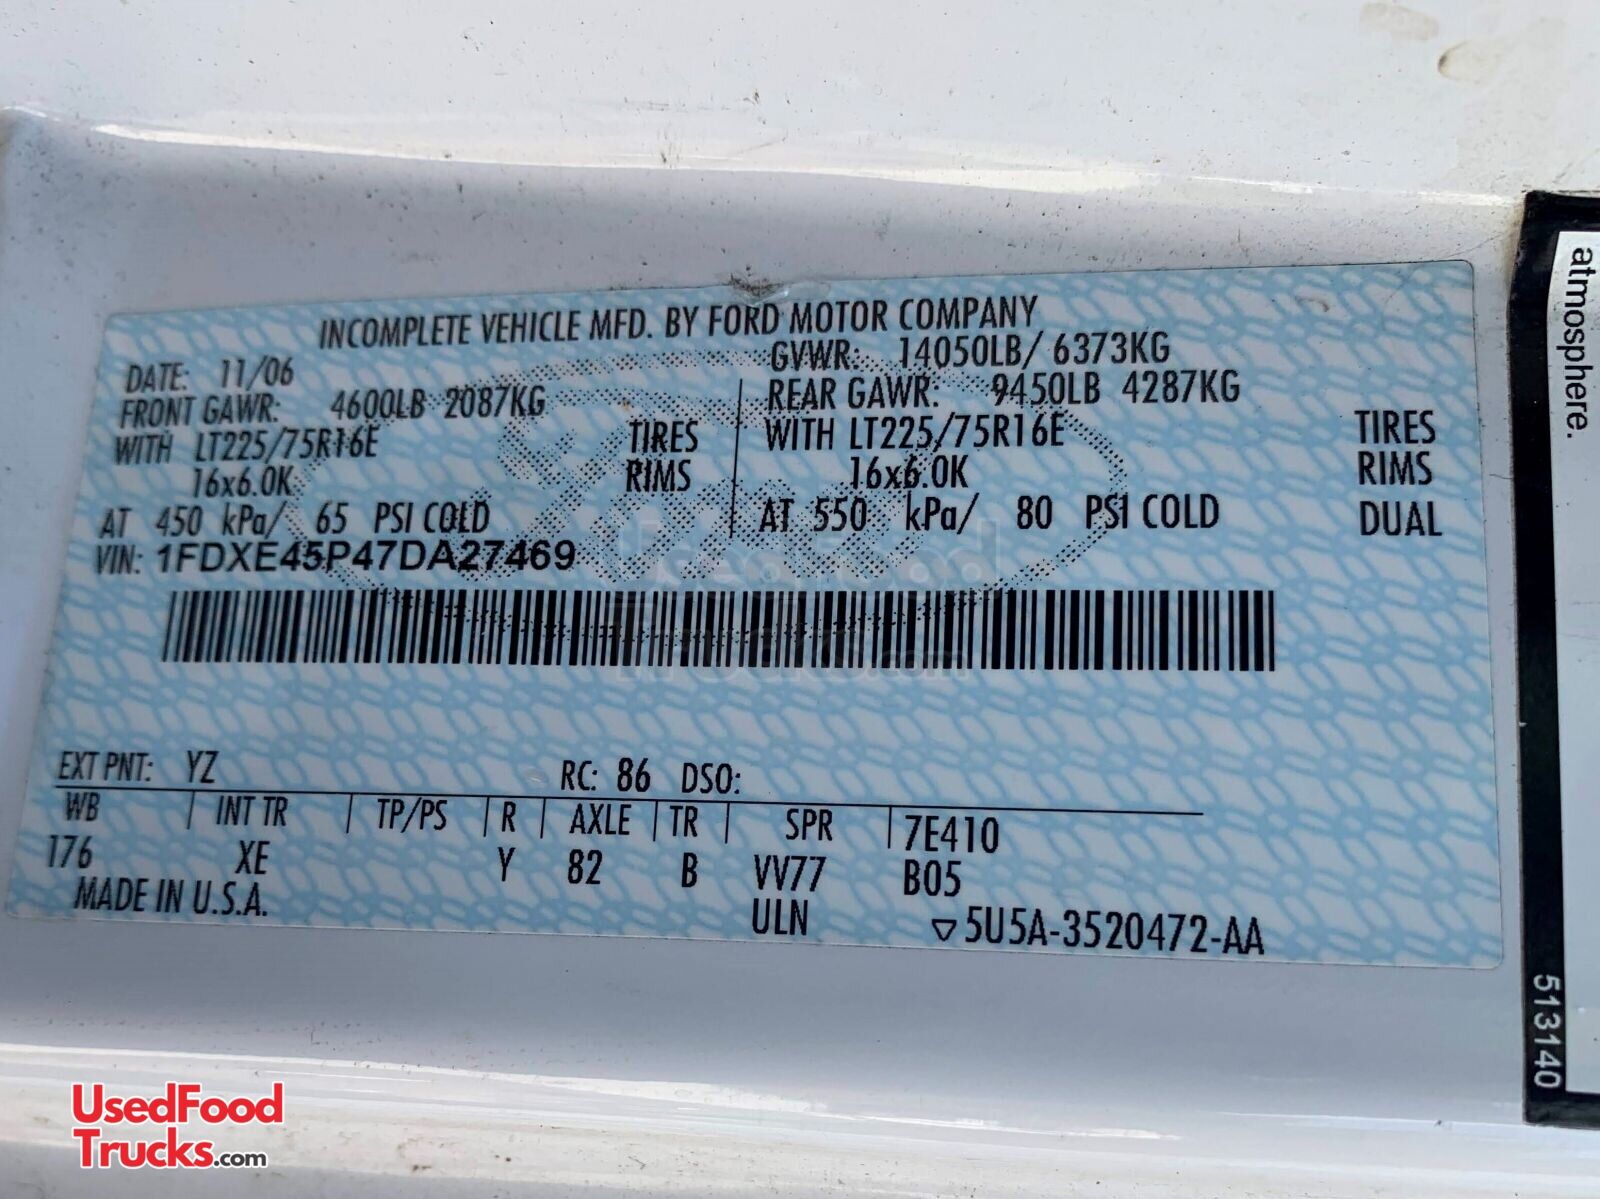 INCOMPLETE VEHICLE MFD. BY FORD MOTOR COMPANY
DATE: 11/06 GVWR: 14050LB/ 6373KG
FRONT GAWR: 4600LB 2087KG REAR GAWR: 9450LB 4287KG
WITH LT225/75R16E TIRES WITH LT225/75R16E TIRES
16x6.0K RIMS 16x6.0K RIMS
AT 450 kPa/ 65 PSI COLD AT 550 kPa/ 80 PSI COLD DUAL
VIN: 1FDXE45P47DA27469
EXT PNT: YZ RC: 86 DSO:
WB INT TR TP/PS R AXLE TR SPR 7E410
176 XE Y 82 B VV77 B05
MADE IN U.S.A. ULN ▽5U5A-3520472-AA
atmosphere.
513140
Used Food
Trucks.com
UsedFood
Trucks.com